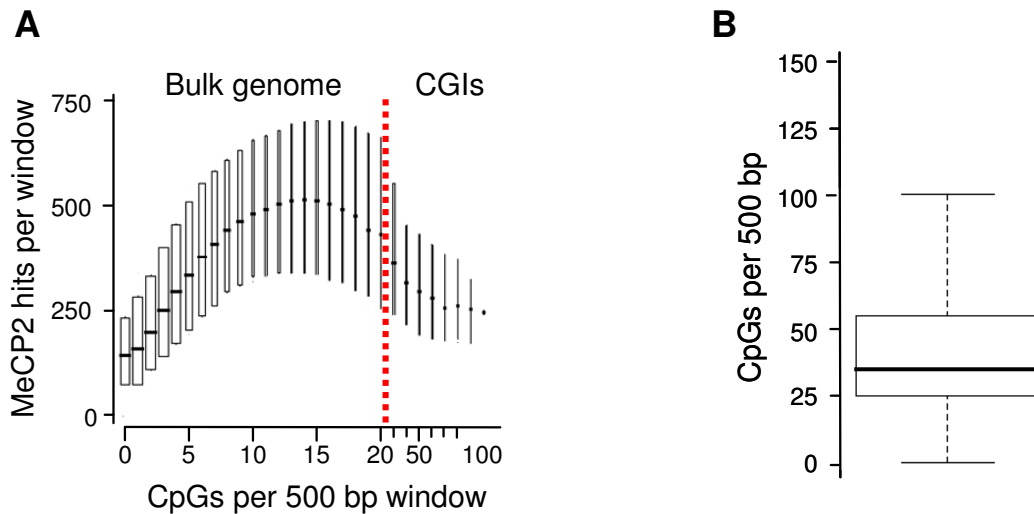 A
Bulk genome
CGIs
MeCP2 hits per window
750
500
250
0
0 5 10 15 20 50 100
CpGs per 500 bp window
B
CpGs per 500 bp
150
125
100
75
50
25
0